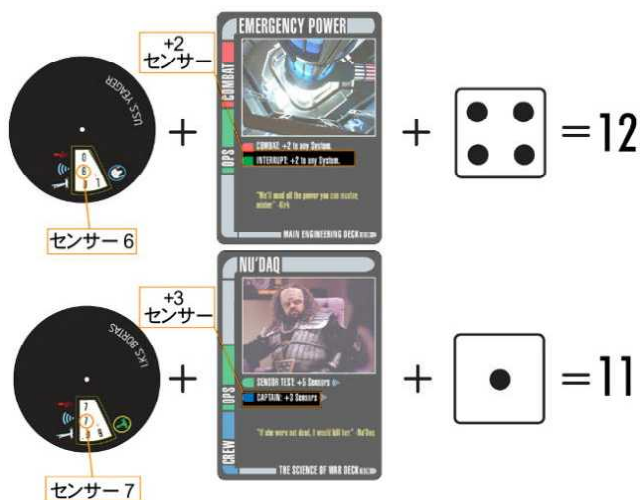 +2
センサー
U.S.S. YEAGER
0
6
センサー 6
+
EMERGENCY POWER
COMBAT
OPS
COMBAT: +2 to any System.
INTERRUPT: +2 to any System.
"We'll need all the power you can muster,
mister." -Kirk
MAIN ENGINEERING DECK
+
=12
+3
センサー
I.K.S. BORTAS
7
7
センサー 7
+
NU'DAQ
OPS
CREW
SENSOR TEST: +5 Sensors
CAPTAIN: +3 Sensors
"If she were not dead, I would kill her." -Nu'Daq
THE SCIENCE OF WAR DECK
+
=11